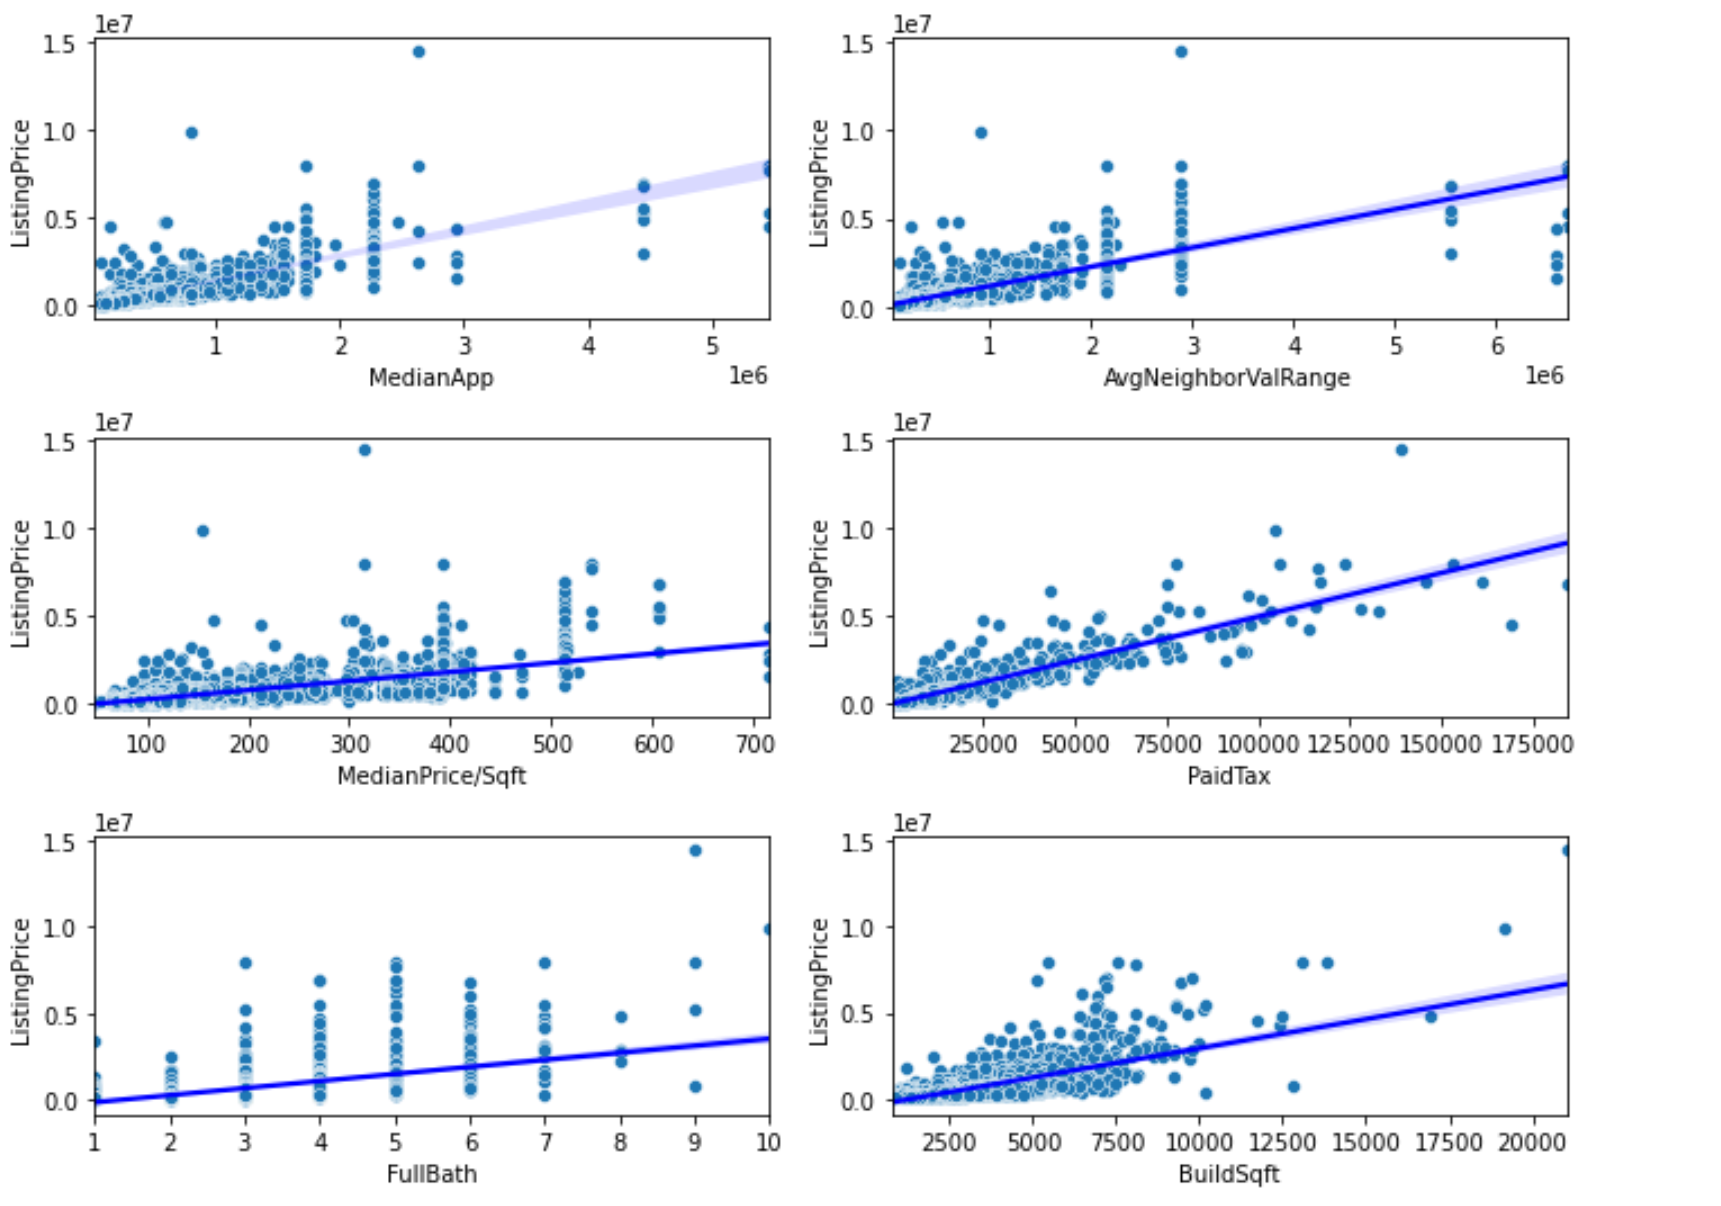 1e7 1e7
1.5 1.5
1.0 1.0
0.5 0.5
0.0 0.0
ListingPrice ListingPrice
1 2 3 4 5 1 2 3 4 5 6
MedianApp 1e6 AvgNeighborValRange 1e6
1e7 1e7
1.5 1.5
1.0 1.0
0.5 0.5
0.0 0.0
ListingPrice ListingPrice
100 200 300 400 500 600 700 25000 50000 75000 100000 125000 150000 175000
MedianPrice/Sqft PaidTax
1e7 1e7
1.5 1.5
1.0 1.0
0.5 0.5
0.0 0.0
ListingPrice ListingPrice
1 2 3 4 5 6 7 8 9 10 2500 5000 7500 10000 12500 15000 17500 20000
FullBath BuildSqft